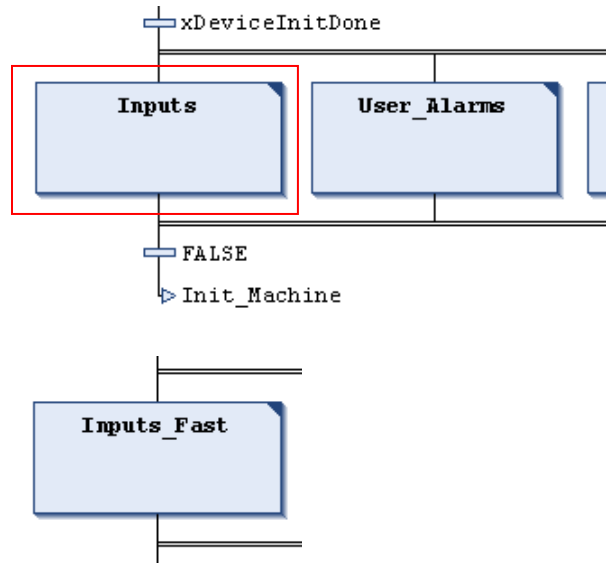 xDeviceInitDone
Inputs
User_Alarms
FALSE
Init_Machine
Inputs_Fast